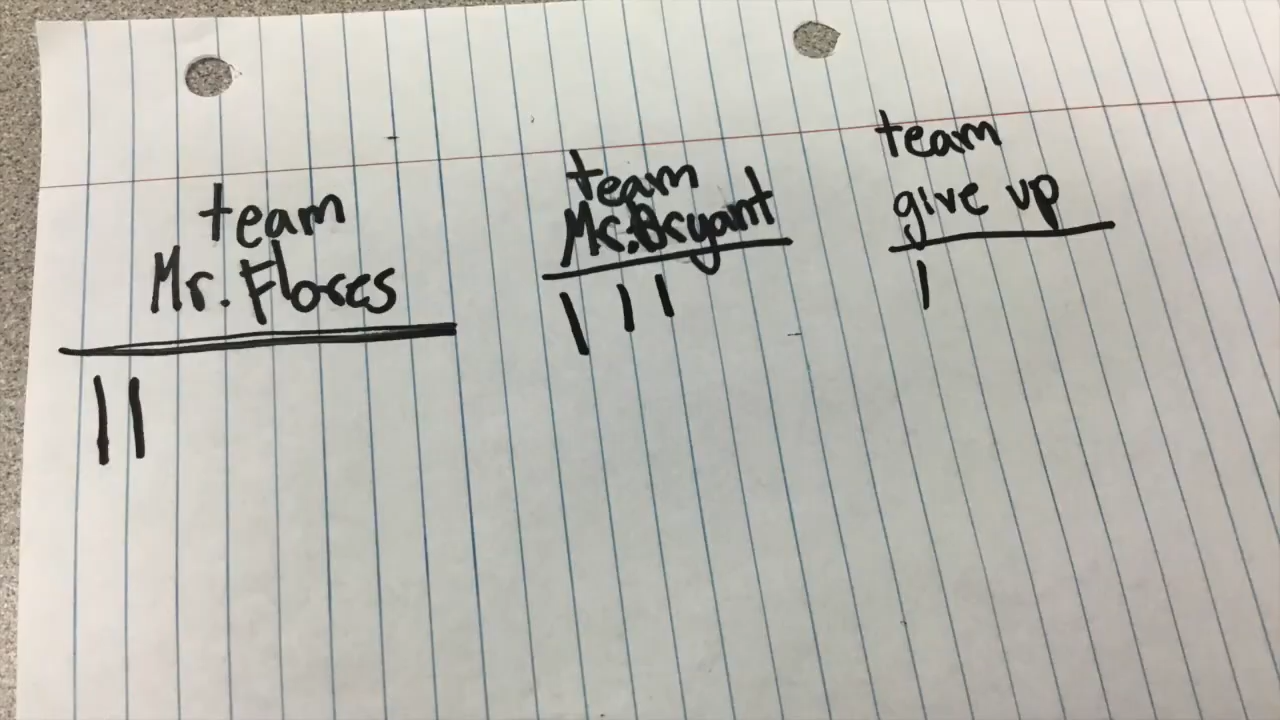 team
Mr. Flores
||
team
Mr. Bryant
|||
team
give up
|